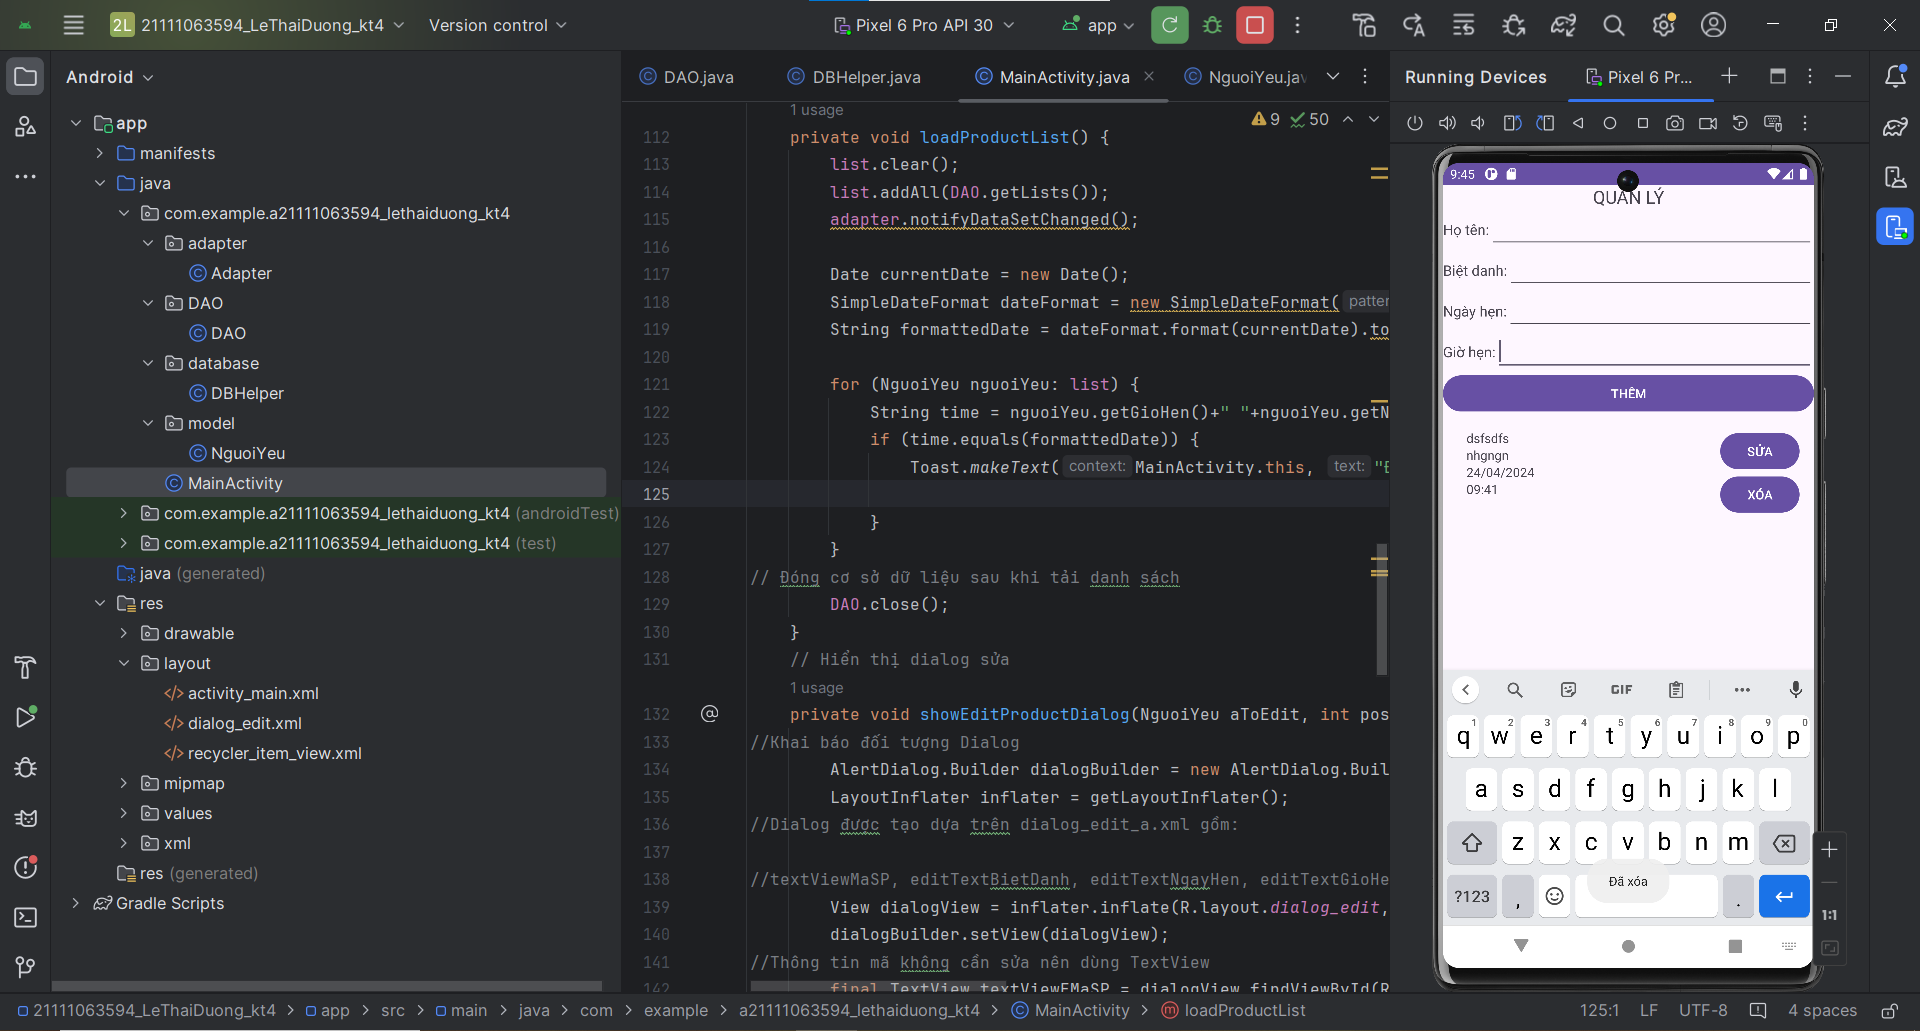 2L 21111063594_LeThaiDuong_kt4 Version control Pixel 6 Pro API 30 app
Android
app
manifests
java
com.example.a21111063594_lethaiduong_kt4
adapter
Adapter
DAO
DAO
database
DBHelper
model
NguoiYeu
MainActivity
com.example.a21111063594_lethaiduong_kt4 (androidTest)
com.example.a21111063594_lethaiduong_kt4 (test)
java (generated)
res
drawable
layout
activity_main.xml
dialog_edit.xml
recycler_item_view.xml
mipmap
values
xml
res (generated)
Gradle Scripts
DAO.java DBHelper.java MainActivity.java NguoiYeu.jav
9 50
1 usage
112 private void loadProductList() {
113 list.clear();
114 list.addAll(DAO.getLists());
115 adapter.notifyDataSetChanged();
116
117 Date currentDate = new Date();
118 SimpleDateFormat dateFormat = new SimpleDateFormat( patter
119 String formattedDate = dateFormat.format(currentDate).to
120
121 for (NguoiYeu nguoiYeu: list) {
122 String time = nguoiYeu.getGioHen()+" "+nguoiYeu.getN
123 if (time.equals(formattedDate)) {
124 Toast.makeText( context: MainActivity.this, text: "Đ
125
126 }
127 }
128 // Đóng cơ sở dữ liệu sau khi tải danh sách
129 DAO.close();
130 }
131 // Hiển thị dialog sửa
1 usage
132 @ private void showEditProductDialog(NguoiYeu aToEdit, int pos
133 //Khai báo đối tượng Dialog
134 AlertDialog.Builder dialogBuilder = new AlertDialog.Buil
135 LayoutInflater inflater = getLayoutInflater();
136 //Dialog được tạo dựa trên dialog_edit_a.xml gồm:
137
138 //textViewMaSP, editTextBietDanh, editTextNgayHen, editTextGioHe
139 View dialogView = inflater.inflate(R.layout.dialog_edit,
140 dialogBuilder.setView(dialogView);
141 //Thông tin mã không cần sửa nên dùng TextView
142 final TextView textViewEMaSP = dialogView.findViewById(R
Running Devices Pixel 6 Pr...
9:45
QUẢN LÝ
Họ tên:
Biệt danh:
Ngày hẹn:
Giờ hẹn:
THÊM
dsfsdfs
nhgngn
24/04/2024
09:41
SỬA
XÓA
GIF
q 1 w 2 e 3 r 4 t 5 y 6 u 7 i 8 o 9 p 0
a s d f g h j k l
z x c v b n m
Đã xóa
?123 , .
1:1
21111063594_LeThaiDuong_kt4 > app > src > main > java > com > example > a21111063594_lethaiduong_kt4 > MainActivity > loadProductList 125:1 LF UTF-8 4 spaces